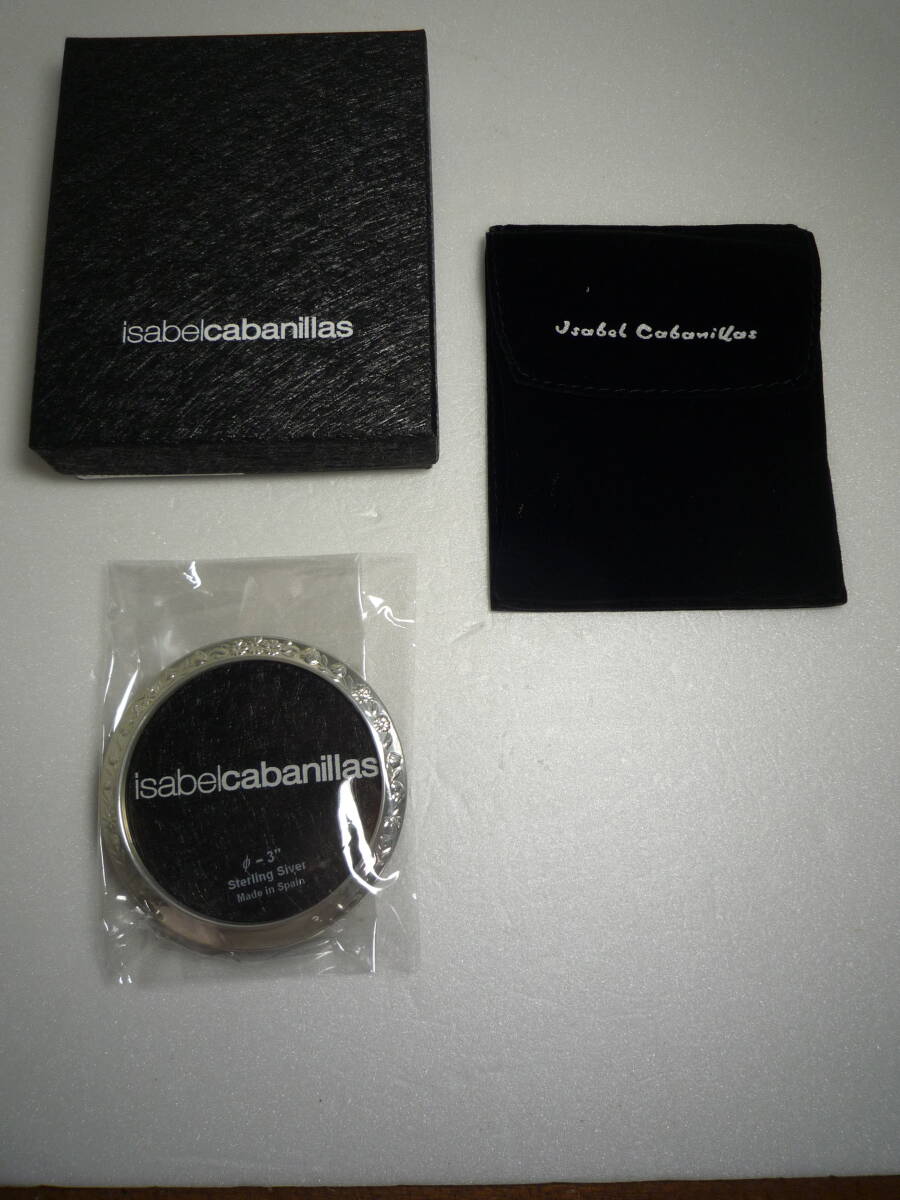 isabelcabanillas
Isabel Cabanillas
isabelcabanillas
ϕ - 3"
Sterling Siver
Made in Spain